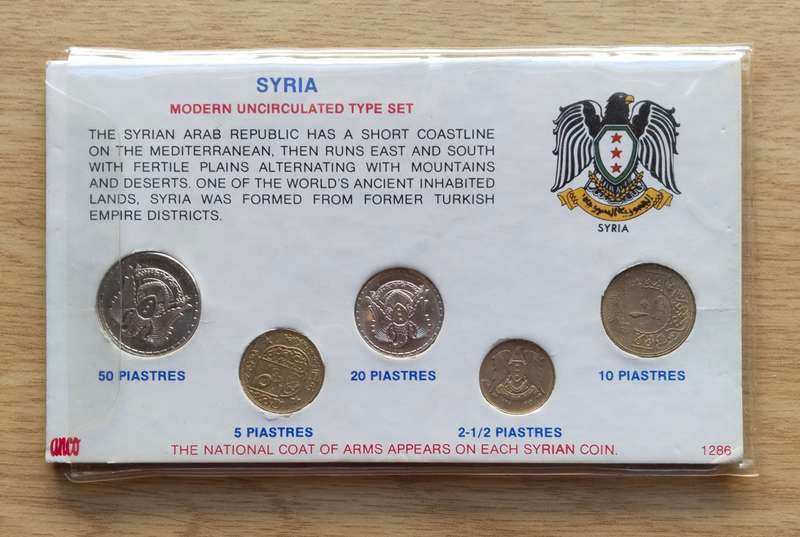 SYRIA
MODERN UNCIRCULATED TYPE SET
THE SYRIAN ARAB REPUBLIC HAS A SHORT COASTLINE
ON THE MEDITERRANEAN, THEN RUNS EAST AND SOUTH
WITH FERTILE PLAINS ALTERNATING WITH MOUNTAINS
AND DESERTS. ONE OF THE WORLD'S ANCIENT INHABITED
LANDS, SYRIA WAS FORMED FROM FORMER TURKISH
EMPIRE DISTRICTS.
SYRIA
50 PIASTRES
20 PIASTRES
10 PIASTRES
5 PIASTRES
2-1/2 PIASTRES
anco
THE NATIONAL COAT OF ARMS APPEARS ON EACH SYRIAN COIN.
1286